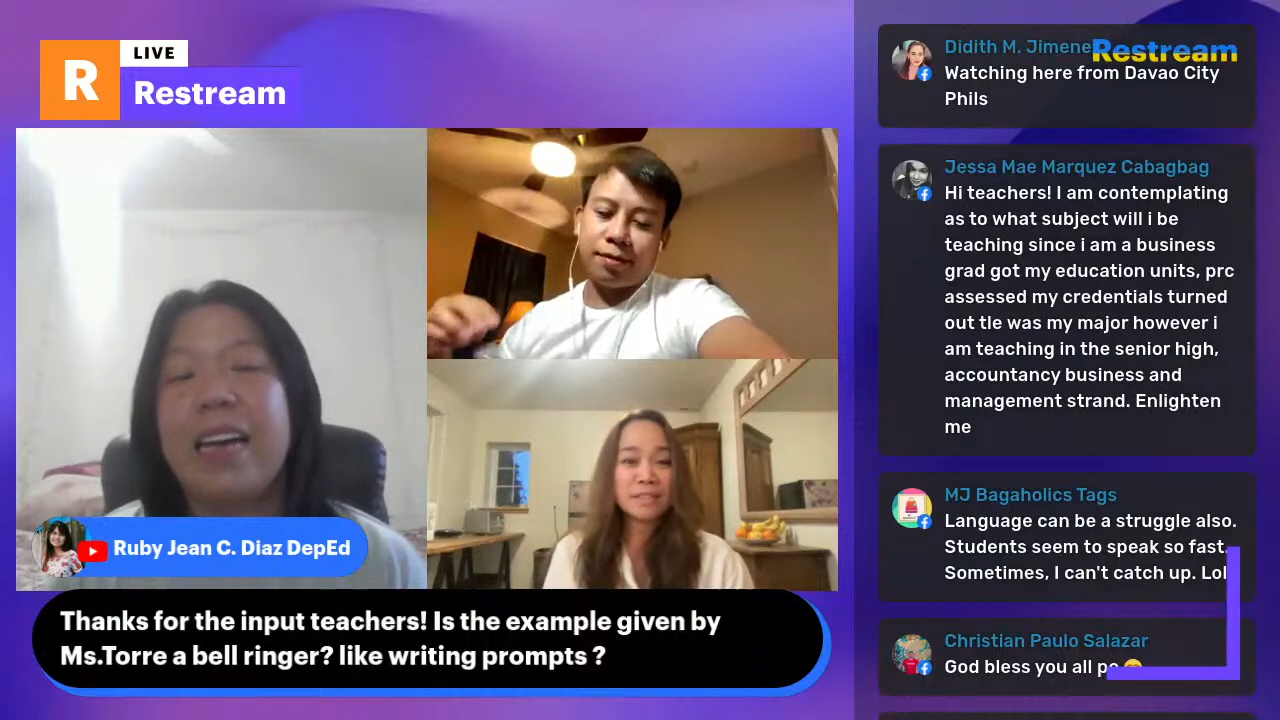 R
LIVE
Restream
Ruby Jean C. Diaz DepEd
Thanks for the input teachers! Is the example given by
Ms.Torre a bell ringer? like writing prompts ?
Didith M. Jimene
Restream
Watching here from Davao City
Phils
Jessa Mae Marquez Cabagbag
Hi teachers! I am contemplating
as to what subject will i be
teaching since i am a business
grad got my education units, prc
assessed my credentials turned
out tle was my major however i
am teaching in the senior high,
accountancy business and
management strand. Enlighten
me
MJ Bagaholics Tags
Language can be a struggle also.
Students seem to speak so fast.
Sometimes, I can't catch up. Lol
Christian Paulo Salazar
God bless you all po 😊